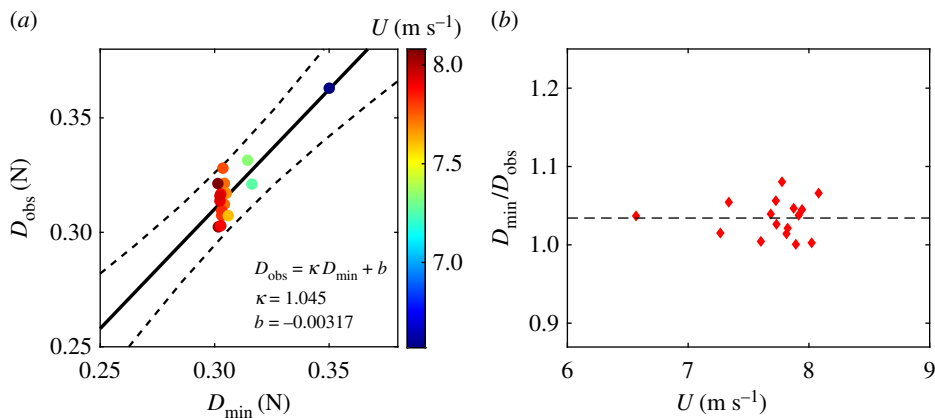 (a)
U (m s⁻¹)
8.0
7.5
7.0
0.35
0.30
0.25
D_obs (N)
D_obs = κ D_min + b
κ = 1.045
b = –0.00317
0.25 0.30 0.35
D_min (N)
(b)
1.2
1.1
1.0
0.9
D_min/D_obs
6 7 8 9
U (m s⁻¹)